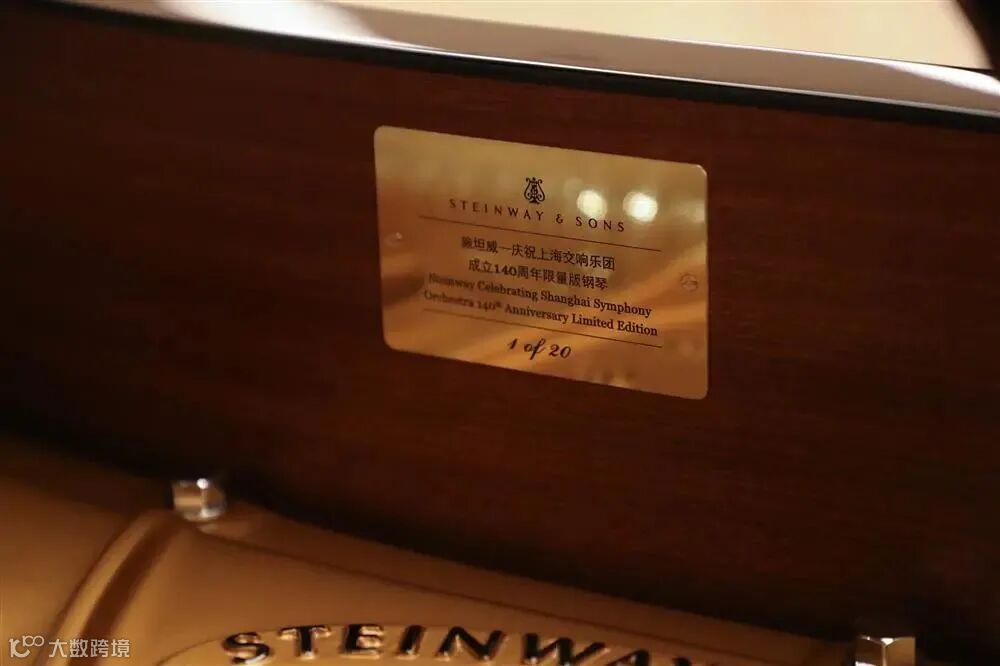 STEINWAY & SONS
施坦威一庆祝上海交响乐团
成立140周年限量版钢琴
Steinway Celebrating Shanghai Symphony
Orchestra 140th Anniversary Limited Edition
1 of 20
STEINWAY
大数跨境